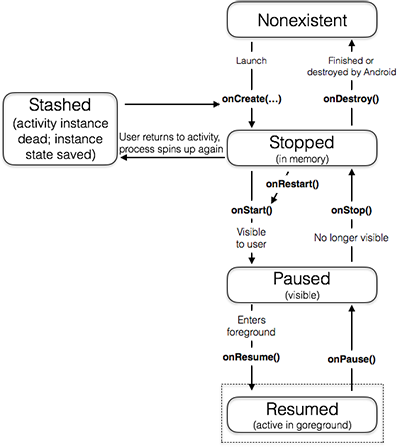 Nonexistent
Launch
Finished or
destroyed by Android
onCreate(...)
onDestroy()
Stashed
(activity instance
dead; instance
state saved)
User returns to activity,
process spins up again
Stopped
(in memory)
onRestart()
onStart()
onStop()
Visible
to user
No longer visible
Paused
(visible)
Enters
foreground
onResume()
onPause()
Resumed
(active in goreground)